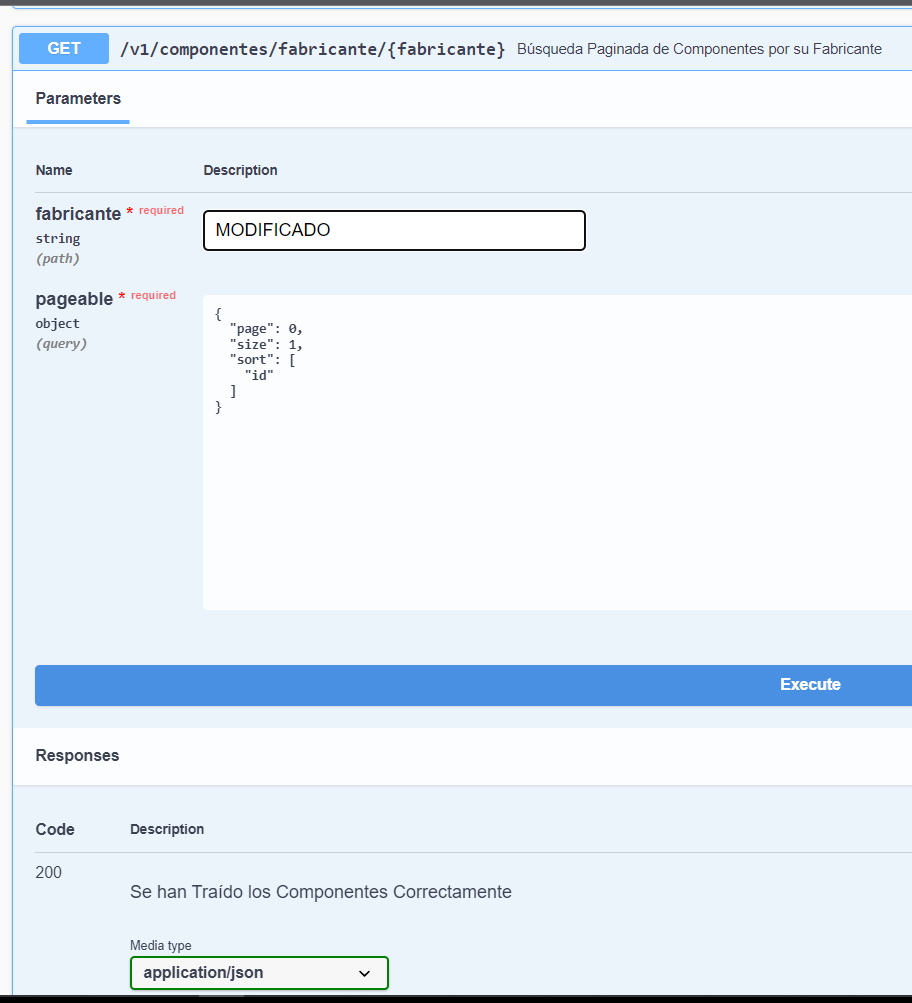 GET /v1/componentes/fabricante/{fabricante} Búsqueda Paginada de Componentes por su Fabricante
Parameters
Name Description
fabricante * required
string
(path)
MODIFICADO
pageable * required
object
(query)
{
  "page": 0,
  "size": 1,
  "sort": [
    "id"
  ]
}
Execute
Responses
Code Description
200
Se han Traído los Componentes Correctamente
Media type
application/json